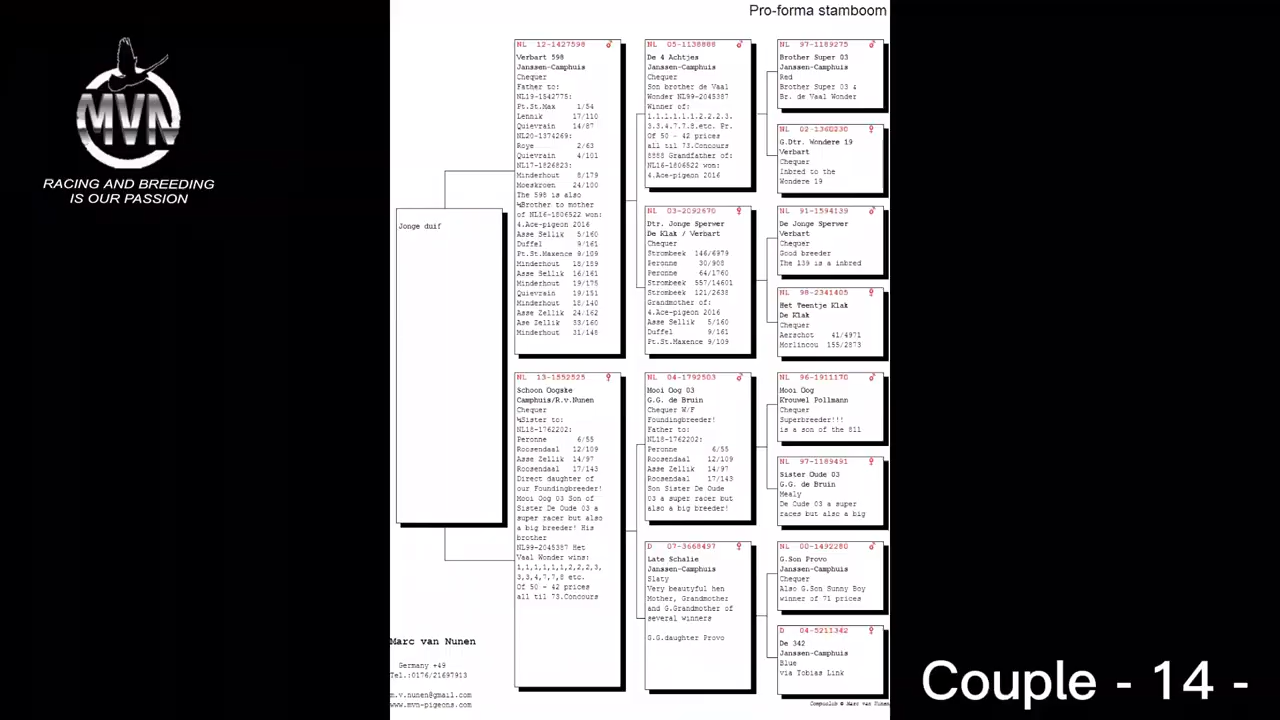 Pro-forma stamboom
MVN
RACING AND BREEDING
IS OUR PASSION
Jonge duif
NL 12-1427598 ♂
Verbart 598
Janssen-Camphuis
Chequer
Father to:
NL19-1542775:
Pt.St.Max 1/54
Lennik 17/110
Quievrain 14/87
NL20-1374269:
Roye 2/63
Quievrain 4/101
NL17-1826823:
Minderhout 8/179
Moeskroen 24/100
The 598 is also
½Brother to mother
of NL16-1806522 won:
4.Ace-pigeon 2016
Asse Sellik 5/160
Duffel 9/161
Pt.St.Maxence 9/109
Minderhout 18/189
Asse Sellik 16/161
Minderhout 19/175
Quievrain 19/151
Minderhout 18/140
Asse Zellik 24/162
Ase Zellik 33/160
Minderhout 31/148
NL 13-1552525 ♀
Schoon Oogske
Camphuis/R.v.Nunen
Chequer
½Sister to:
NL18-1762202:
Peronne 6/55
Roosendaal 12/109
Asse Zellik 14/97
Roosendaal 17/143
Direct daughter of
our Foundingbreeder!
Mooi Oog 03 Son of
Sister De Oude 03 a
super racer but also
a big breeder! His
brother
NL99-2045387 Het
Vaal Wonder wins:
1,1,1,1,1,1,2,2,2,3,
3,3,4,7,7,8 etc.
Of 50 - 42 prices
all til 73.Concours
NL 05-1138888 ♂
De 4 Achtjes
Janssen-Camphuis
Chequer
Son brother de Vaal
Wonder NL99-2045387
Winner of:
1.1.1.1.1.1.2.2.2.3.
3.3.4.7.7.8.etc. Pr.
Of 50 - 42 prices
all til 73.Concours
8888 Grandfather of:
NL16-1806522 won:
4.Ace-pigeon 2016
NL 03-2092670 ♀
Dtr. Jonge Sperwer
De Klak / Verbart
Chequer
Strombeek 146/6979
Peronne 30/908
Peronne 64/1760
Strombeek 557/14601
Strombeek 121/2638
Grandmother of:
4.Ace-pigeon 2016
Asse Sellik 5/160
Duffel 9/161
Pt.St.Maxence 9/109
NL 04-1792503 ♂
Mooi Oog 03
G.G. de Bruin
Chequer W/F
Foundingbreeder!
Father to:
NL18-1762202:
Peronne 6/55
Roosendaal 12/109
Asse Zellik 14/97
Roosendaal 17/143
Son Sister De Oude
03 a super racer but
also a big breeder!
D 07-3668497 ♀
Late Schalie
Janssen-Camphuis
Slaty
Very beautyful hen
Mother, Grandmother
and G.Grandmother of
several winners
G.G.daughter Provo
NL 97-1189275 ♂
Brother Super 03
Janssen-Camphuis
Red
Brother Super 03 &
Br. de Vaal Wonder
NL 02-1360230 ♀
G.Dtr. Wondere 19
Verbart
Chequer
Inbred to the
Wondere 19
NL 91-1594139 ♂
De Jonge Sperwer
Verbart
Chequer
Good breeder
The 139 is a inbred
NL 98-2341405 ♀
Het Teentje Klak
De Klak
Chequer
Aerschot 41/4971
Morlincou 155/2873
NL 96-1911170 ♂
Mooi Oog
Krouwel Pollmann
Chequer
Superbreeder!!!
is a son of the 811
NL 97-1189491 ♀
Sister Oude 03
G.G. de Bruin
Mealy
De Oude 03 a super
races but also a big
NL 00-1492280 ♂
G.Son Provo
Janssen-Camphuis
Chequer
Also G.Son Sunny Boy
winner of 71 prices
D 04-5211342 ♀
De 342
Janssen-Camphuis
Blue
via Tobias Link
Marc van Nunen
Germany +49
Tel.:0176/21697913
m.v.nunen@gmail.com
www.mvn-pigeons.com
Compuclub © Marc van Nunen
Couple - 14 -